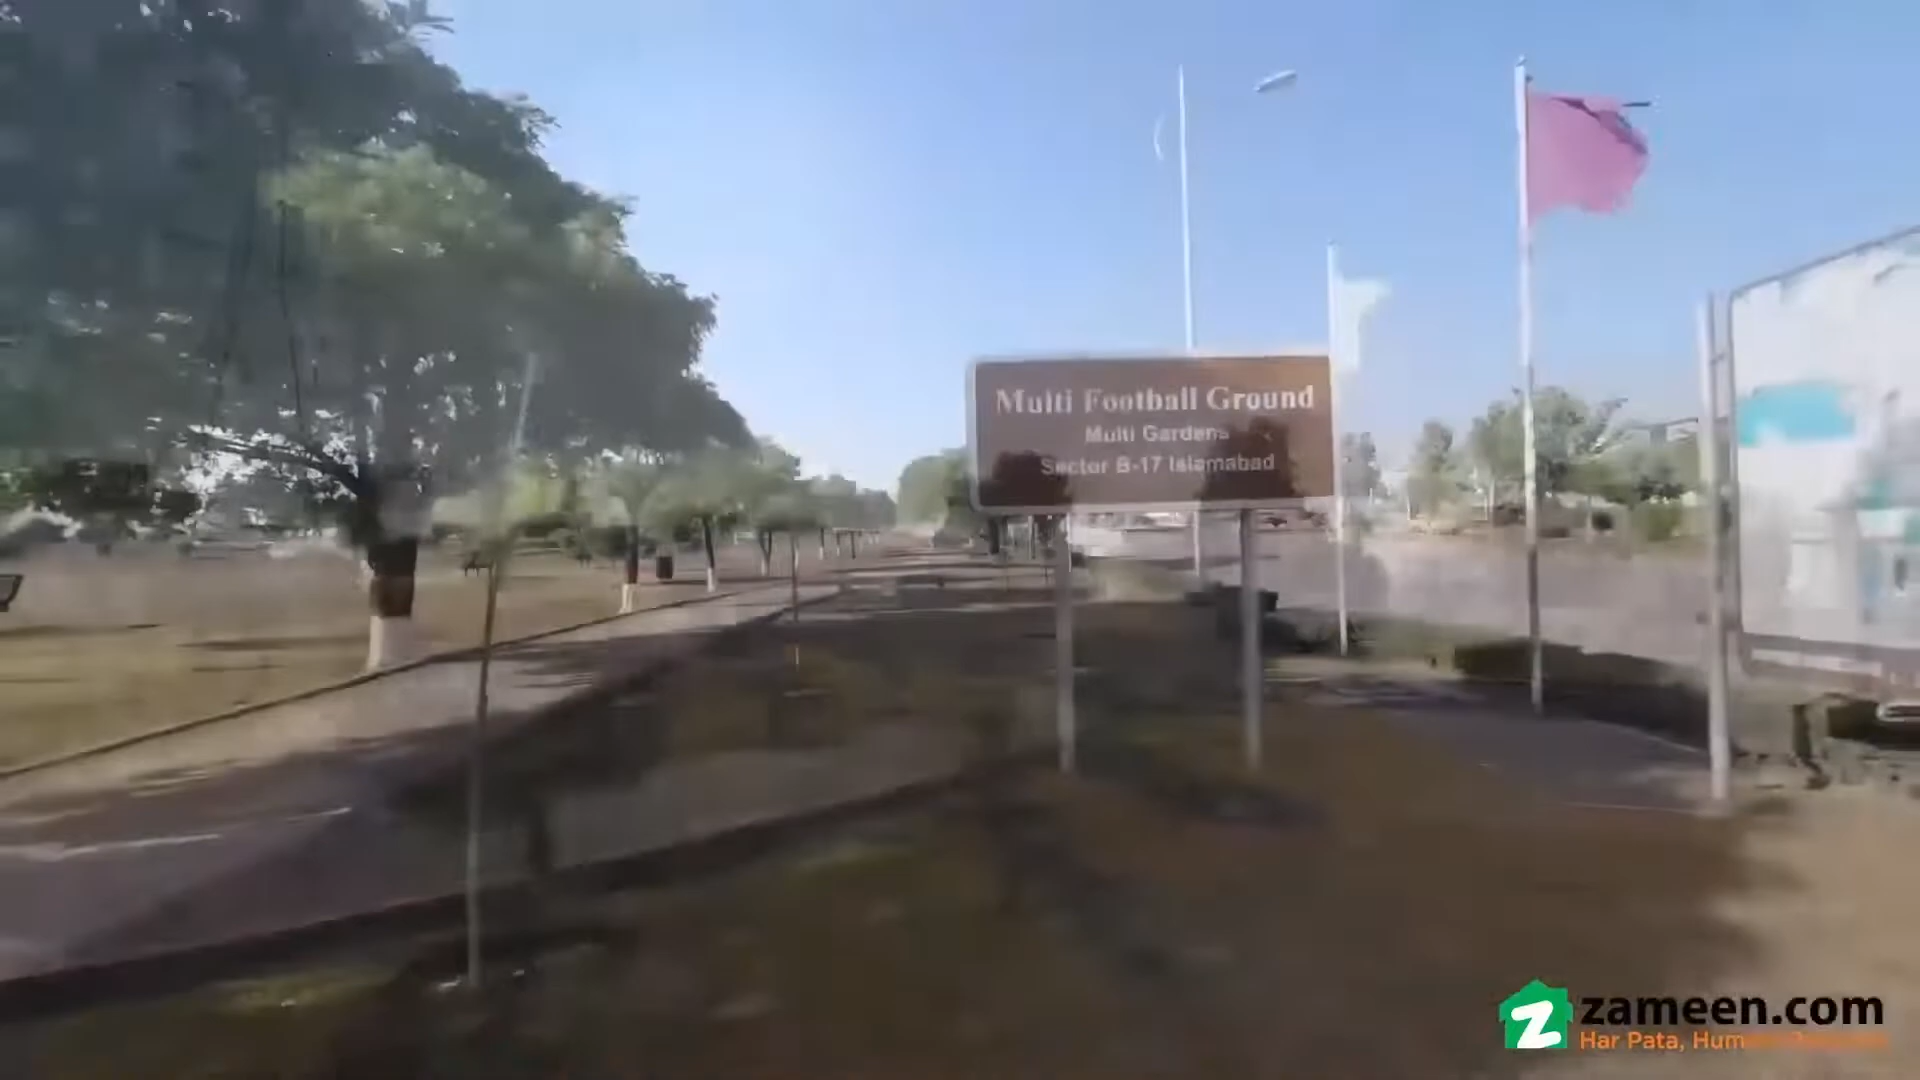 Multi Football Ground
Multi Gardens
Sector B-17 Islamabad
zameen.com
Har Pata,